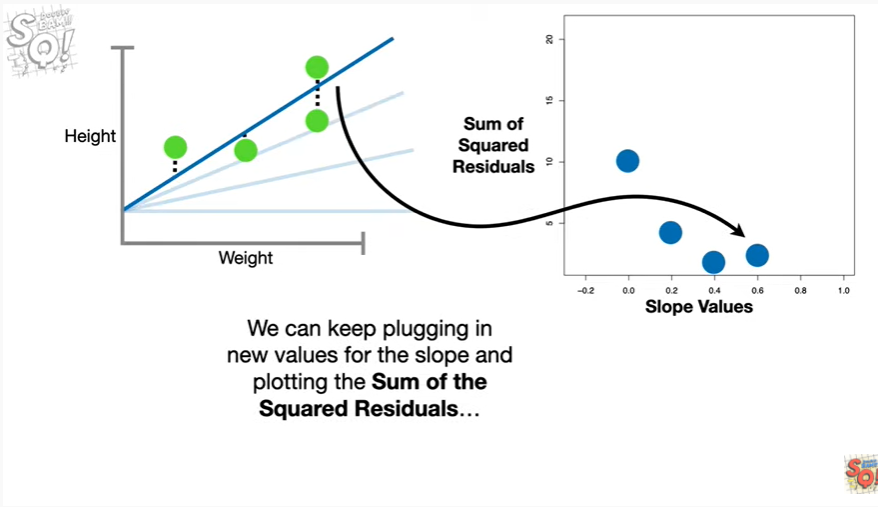 Height
Weight
Sum of
Squared
Residuals
20
15
10
5
-0.2 0.0 0.2 0.4 0.6 0.8 1.0
Slope Values
We can keep plugging in
new values for the slope and
plotting the Sum of the
Squared Residuals...